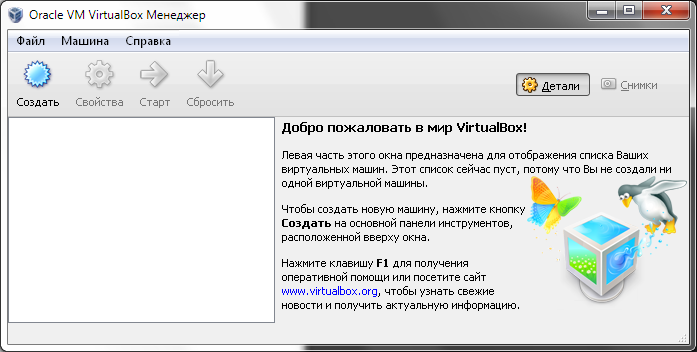 Oracle VM VirtualBox Менеджер
Файл Машина Справка
Создать Свойства Старт Сбросить
Детали Снимки
Добро пожаловать в мир VirtualBox!
Левая часть этого окна предназначена для отображения списка Ваших
виртуальных машин. Этот список сейчас пуст, потому что Вы не создали ни
одной виртуальной машины.
Чтобы создать новую машину, нажмите кнопку
Создать на основной панели инструментов,
расположенной вверху окна.
Нажмите клавишу F1 для получения
оперативной помощи или посетите сайт
www.virtualbox.org, чтобы узнать свежие
новости и получить актуальную информацию.